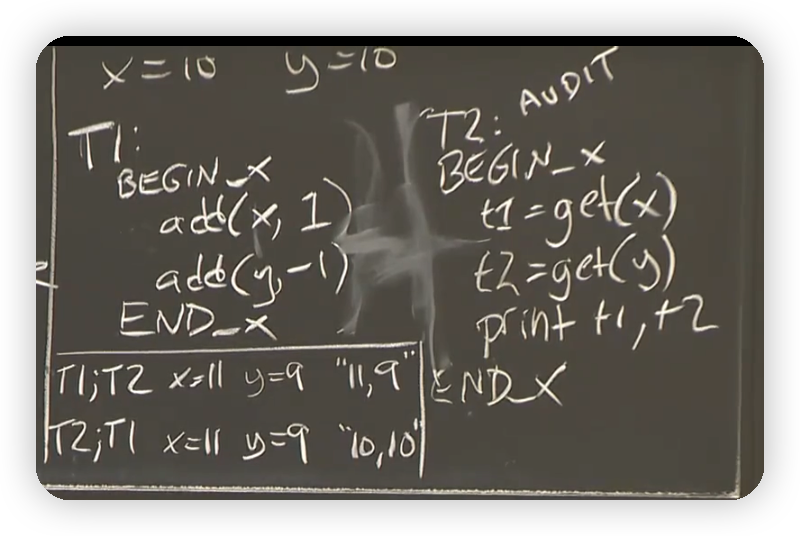 x=10 y=10
T1:
BEGIN_X
add(x, 1)
add(y,-1)
END_X
T2: AUDIT
BEGIN_X
t1=get(x)
t2=get(y)
print t1,t2
END_X
T1;T2 x=11 y=9 "11,9"
T2;T1 x=11 y=9 "10,10"